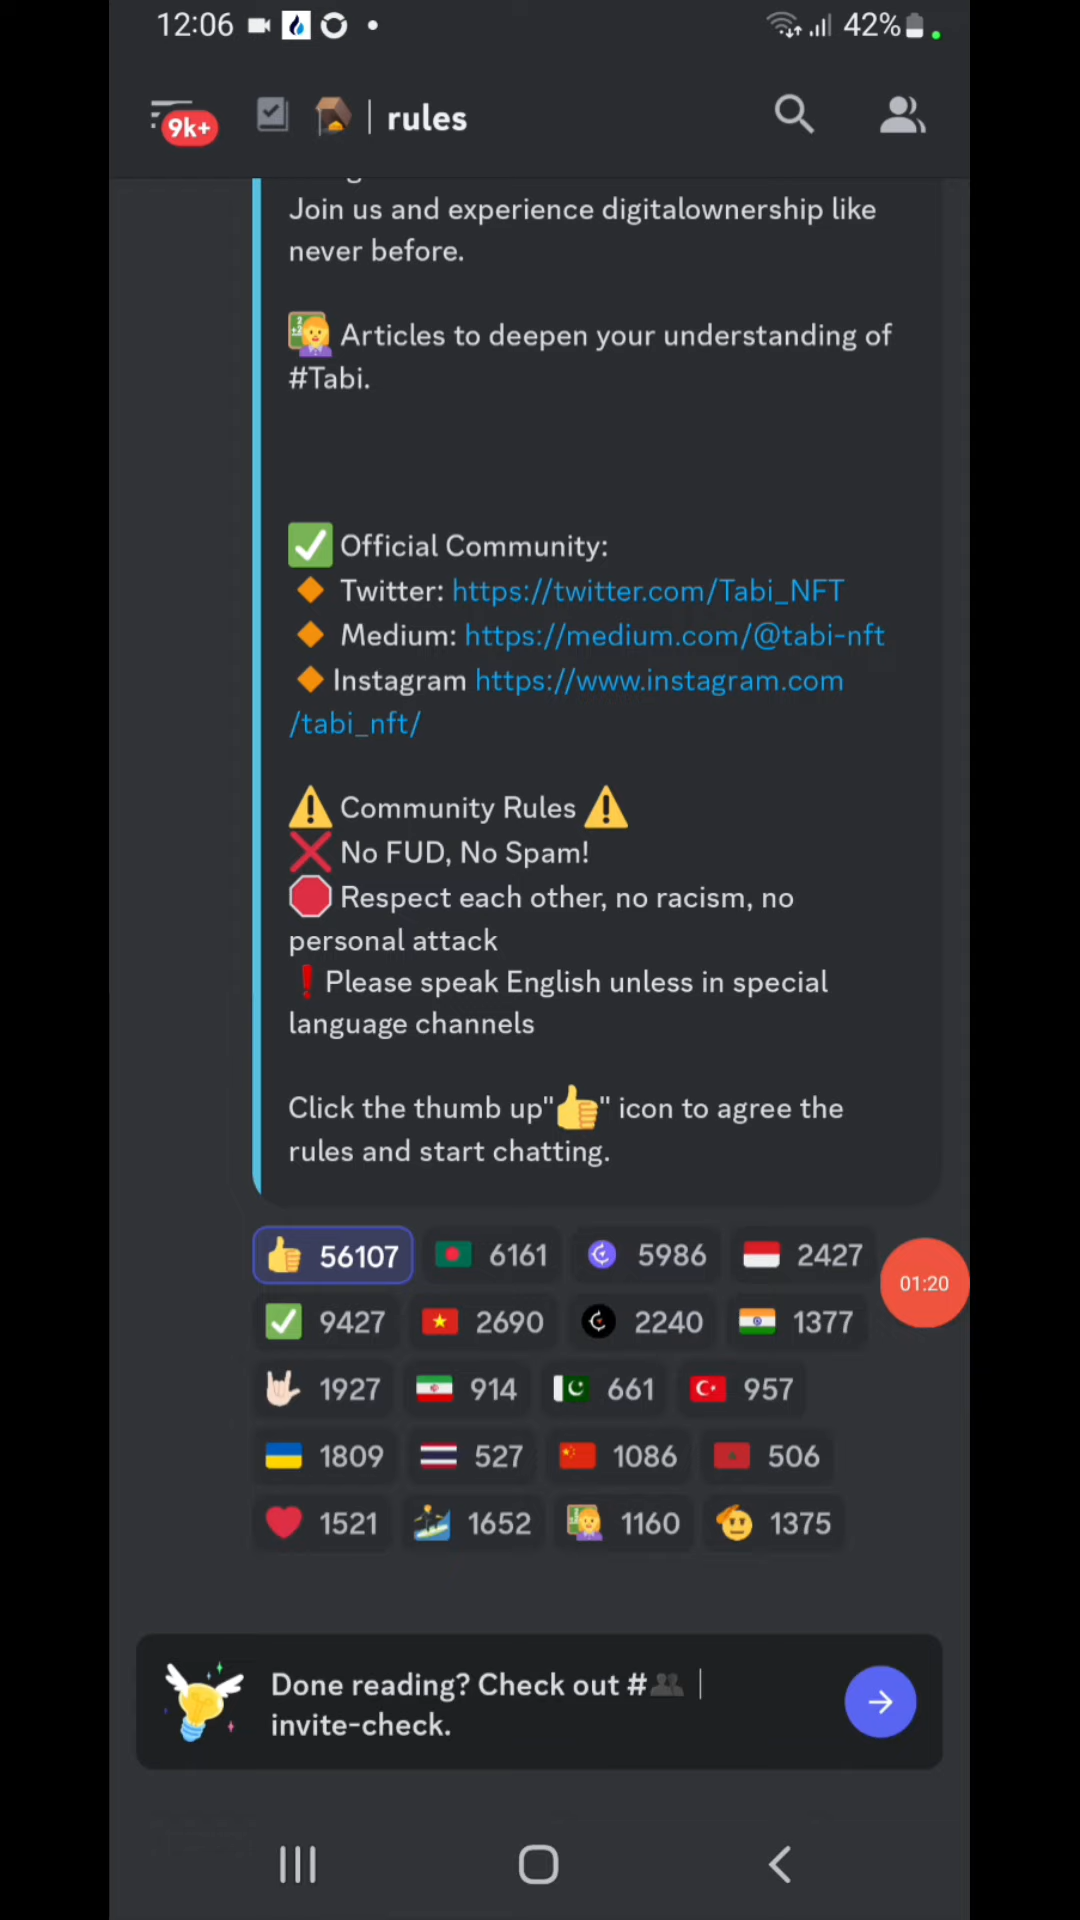 12:06
42%
9k+
rules
Join us and experience digitalownership like
never before.
Articles to deepen your understanding of
#Tabi.
Official Community:
Twitter: https://twitter.com/Tabi_NFT
Medium: https://medium.com/@tabi-nft
Instagram https://www.instagram.com
/tabi_nft/
Community Rules
No FUD, No Spam!
Respect each other, no racism, no
personal attack
❗Please speak English unless in special
language channels
Click the thumb up"👍" icon to agree the
rules and start chatting.
56107 6161 5986 2427
01:20
9427 2690 2240 1377
1927 914 661 957
1809 527 1086 506
1521 1652 1160 1375
Done reading? Check out #👥 |
invite-check.